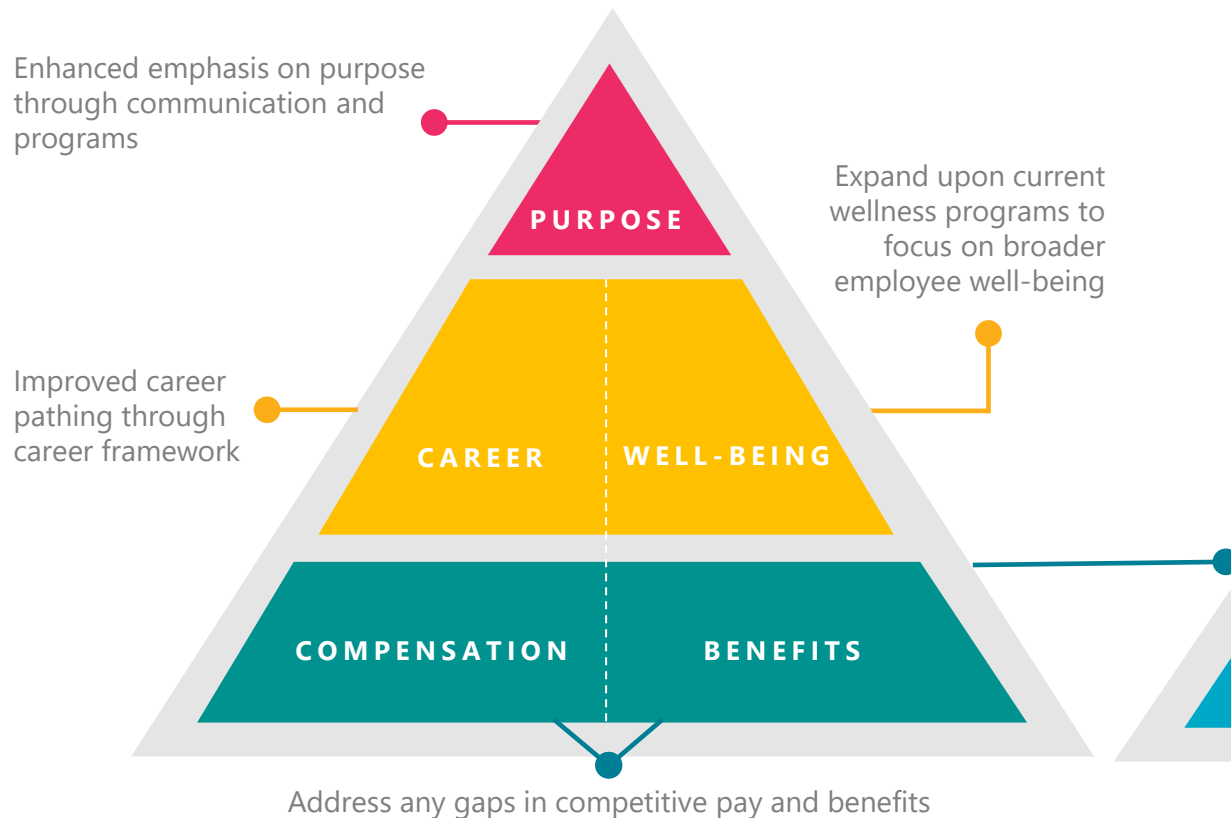 Enhanced emphasis on purpose
through communication and
programs
PURPOSE
Expand upon current
wellness programs to
focus on broader
employee well-being
Improved career
pathing through
career framework
CAREER
WELL-BEING
COMPENSATION
BENEFITS
Address any gaps in competitive pay and benefits